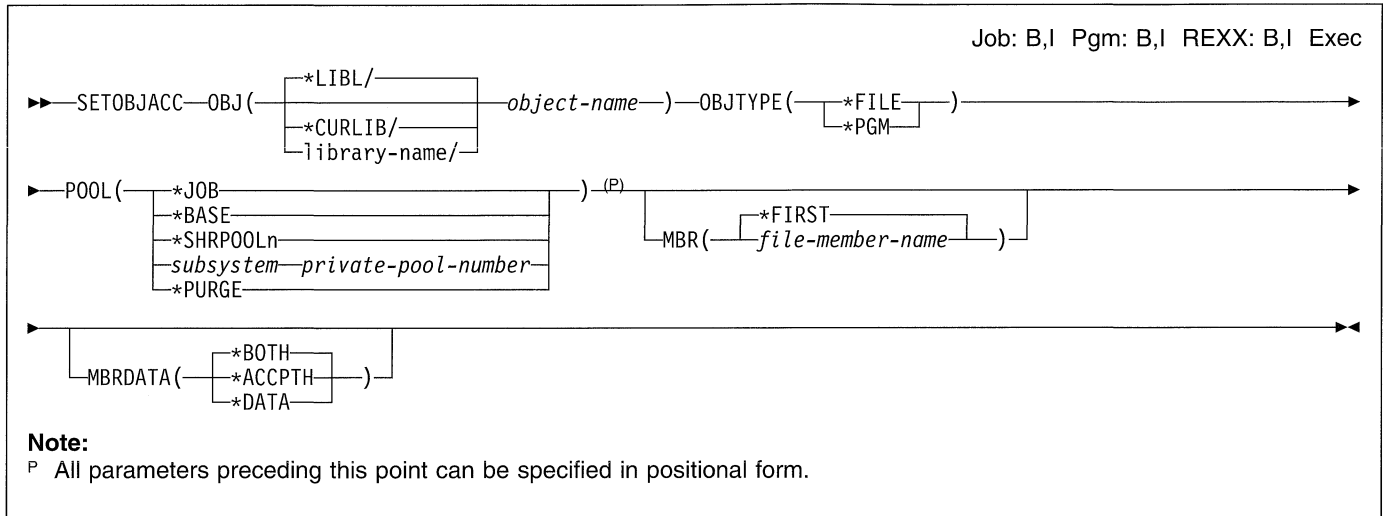 Job: B,I Pgm: B,I REXX: B,I Exec
SETOBJACC OBJ( *LIBL/ object-name ) OBJTYPE( *FILE )
*CURLIB/ *PGM
library-name/
POOL( *JOB ) (P)
*BASE MBR( *FIRST )
*SHRPOOLn file-member-name
subsystem private-pool-number
*PURGE
MBRDATA( *BOTH )
*ACCPTH
*DATA
Note:
P All parameters preceding this point can be specified in positional form.